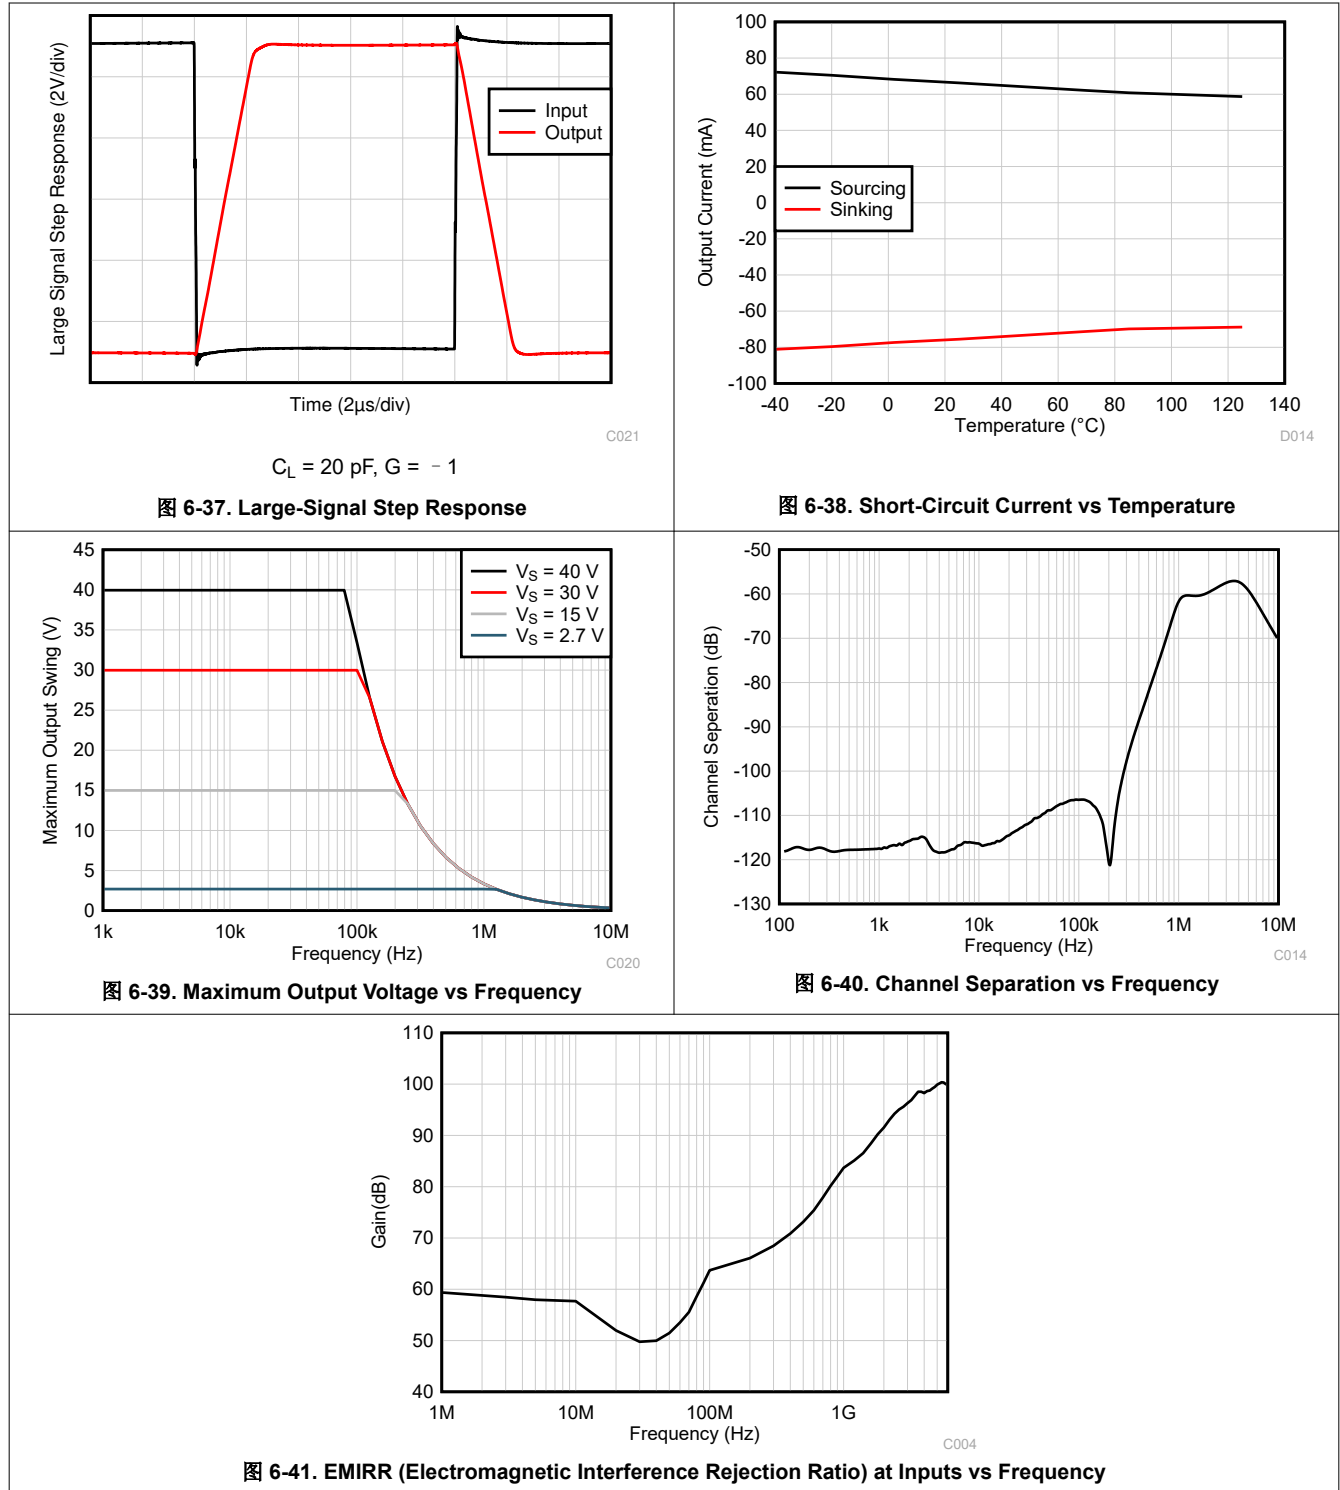 Large Signal Step Response (2V/div)
Input
Output
Time (2µs/div)
C021
CL = 20 pF, G = －1
图 6-37. Large-Signal Step Response
Output Current (mA)
100
80
60
40
20
0
-20
-40
-60
-80
-100
Sourcing
Sinking
-40 -20 0 20 40 60 80 100 120 140
Temperature (°C)
D014
图 6-38. Short-Circuit Current vs Temperature
Maximum Output Swing (V)
45
40
35
30
25
20
15
10
5
0
VS = 40 V
VS = 30 V
VS = 15 V
VS = 2.7 V
1k 10k 100k 1M 10M
Frequency (Hz)
C020
图 6-39. Maximum Output Voltage vs Frequency
Channel Seperation (dB)
-50
-60
-70
-80
-90
-100
-110
-120
-130
100 1k 10k 100k 1M 10M
Frequency (Hz)
C014
图 6-40. Channel Separation vs Frequency
Gain(dB)
110
100
90
80
70
60
50
40
1M 10M 100M 1G
Frequency (Hz)
C004
图 6-41. EMIRR (Electromagnetic Interference Rejection Ratio) at Inputs vs Frequency